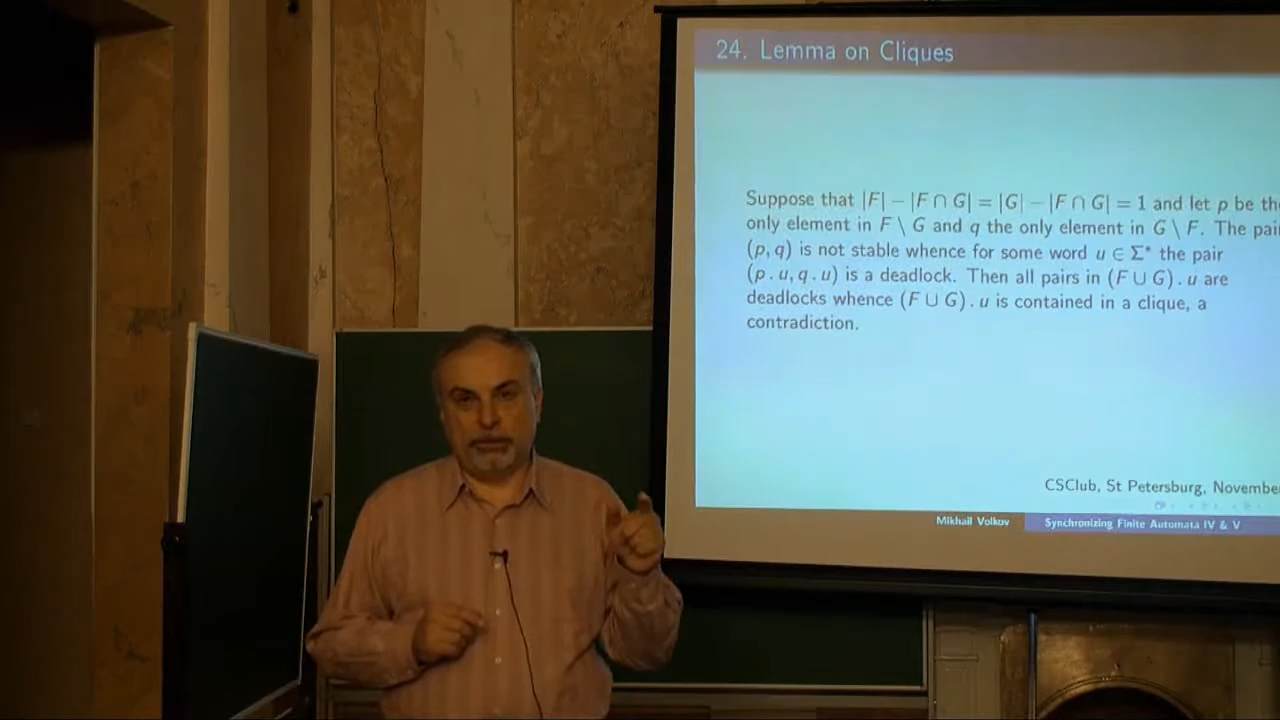 24. Lemma on Cliques
Suppose that |F| − |F ∩ G| = |G| − |F ∩ G| = 1 and let p be the
only element in F \ G and q the only element in G \ F. The pair
(p, q) is not stable whence for some word u ∈ Σ* the pair
(p . u, q . u) is a deadlock. Then all pairs in (F ∪ G) . u are
deadlocks whence (F ∪ G) . u is contained in a clique, a
contradiction.
CSClub, St Petersburg, November
Mikhail Volkov
Synchronizing Finite Automata IV & V